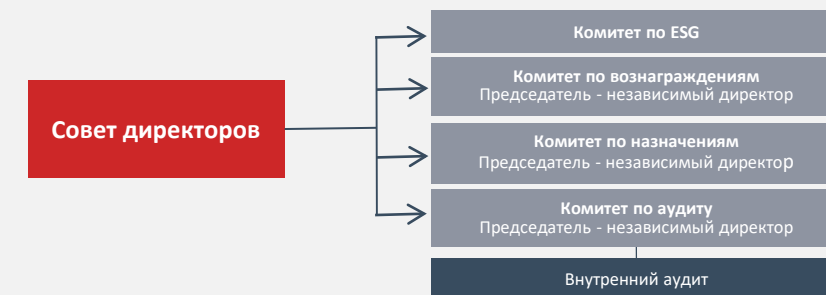 Комитет по ESG
Комитет по вознаграждениям
Председатель - независимый директор
Совет директоров
Комитет по назначениям
Председатель - независимый директор
Комитет по аудиту
Председатель - независимый директор
Внутренний аудит